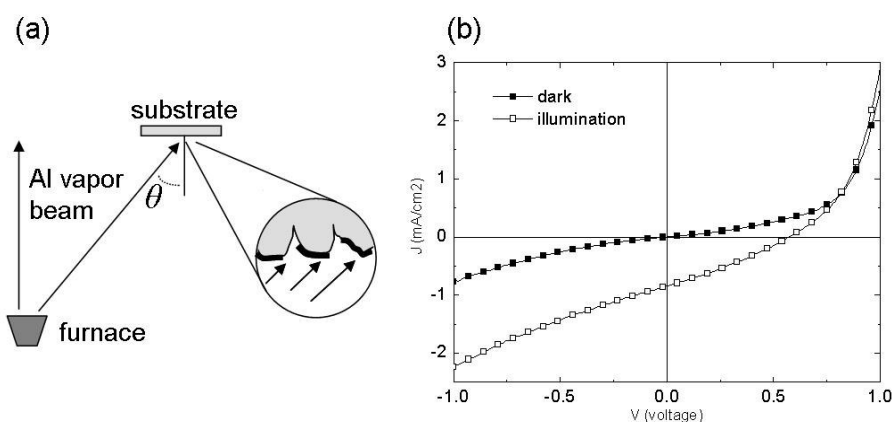 (a)
substrate
Al vapor
beam
θ
furnace
(b)
3
2
1
0
-1
-2
J (mA/cm2)
dark
illumination
-1.0
-0.5
0.0
0.5
1.0
V (voltage)